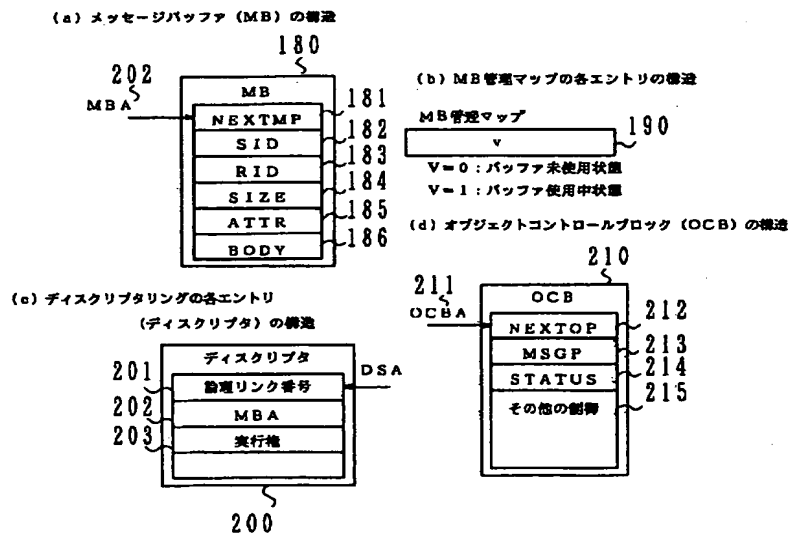 (a)メッセージバッファ(MB)の構造
180
202
MBA
MB
NEXTMP
181
SID
182
RID
183
SIZE
184
ATTR
185
BODY
186
(b)MB管理マップの各エントリの構造
MB管理マップ
v
190
V=0:バッファ未使用状態
V=1:バッファ使用中状態
(c)ディスクリプタリングの各エントリ
(ディスクリプタ)の構造
ディスクリプタ
201
論理リンク番号
DSA
202
MBA
203
実行権
200
(d)オブジェクトコントロールブロック(OCB)の構造
210
211
OCBA
OCB
NEXTOP
212
MSGP
213
STATUS
214
その他の制御
215